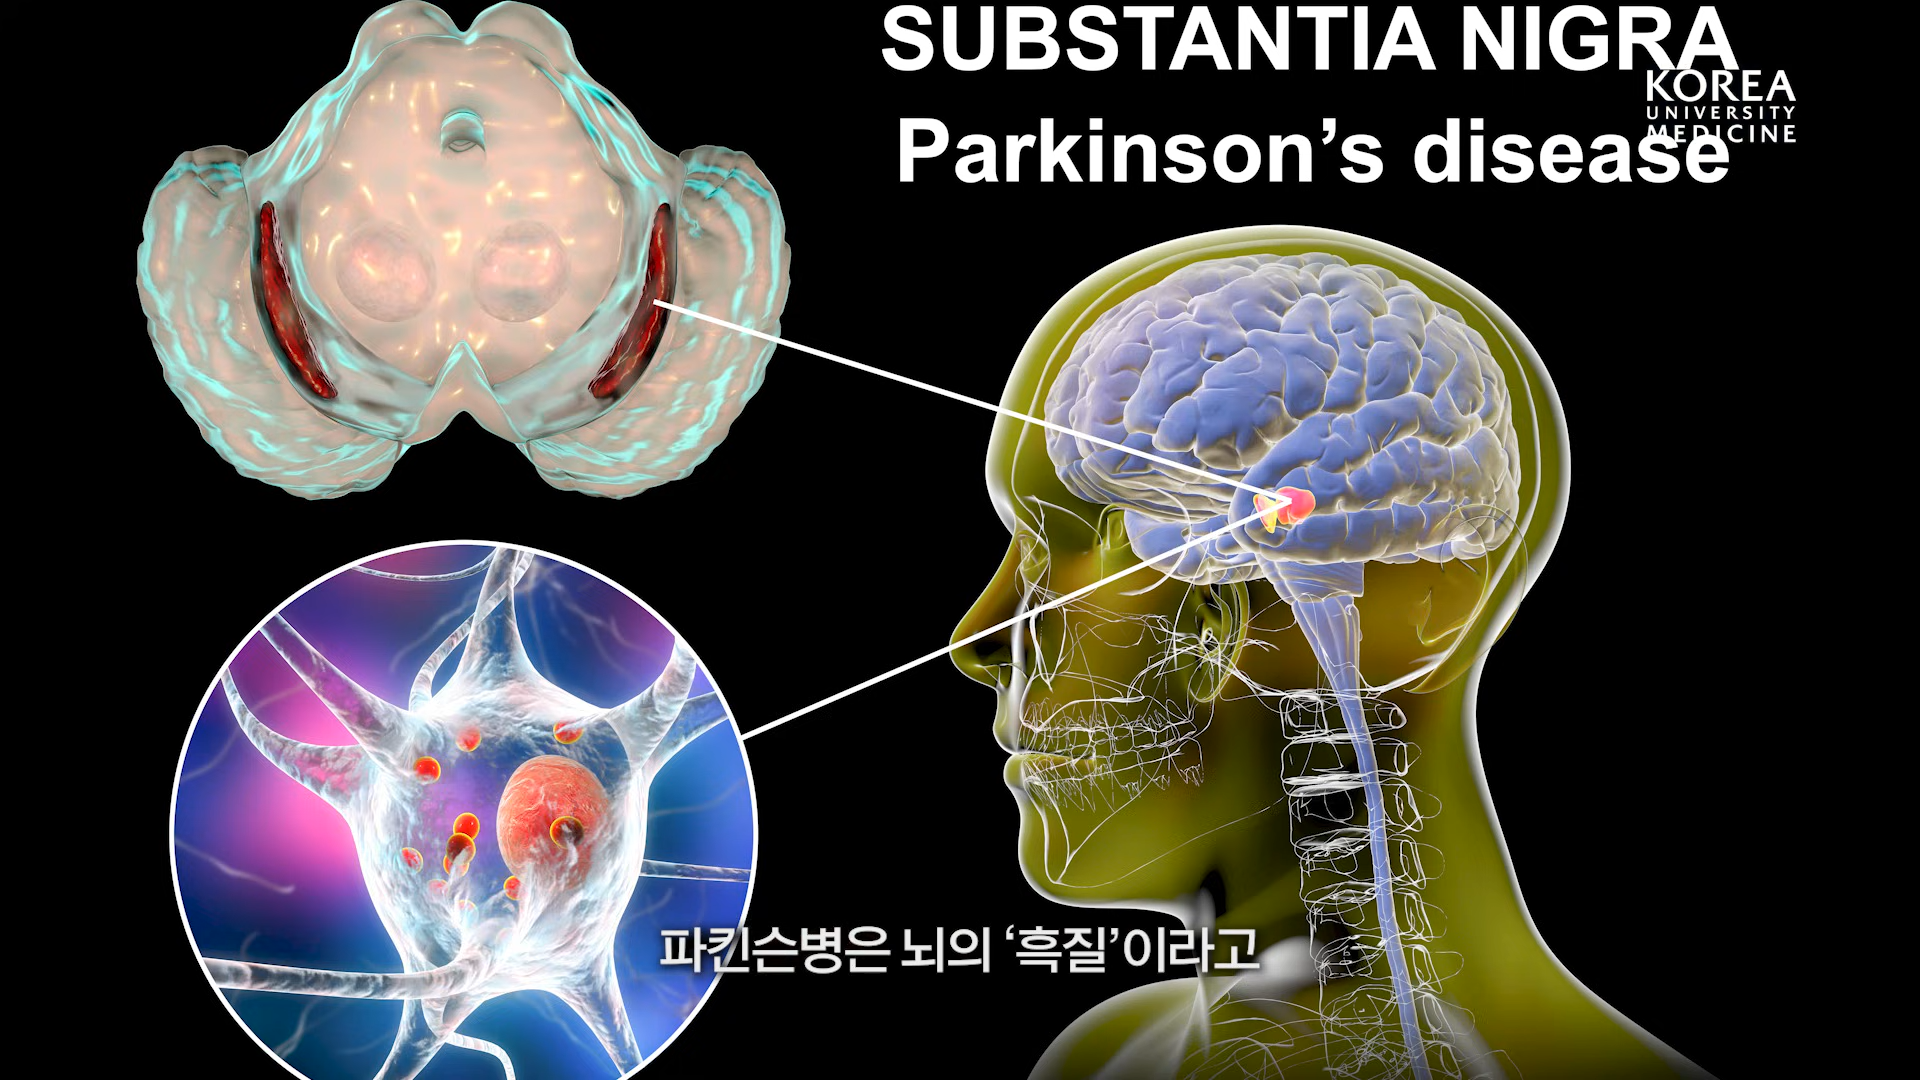 SUBSTANTIA NIGRA
Parkinson’s disease
KOREA
UNIVERSITY
MEDICINE
파킨슨병은 뇌의 ‘흑질’이라고